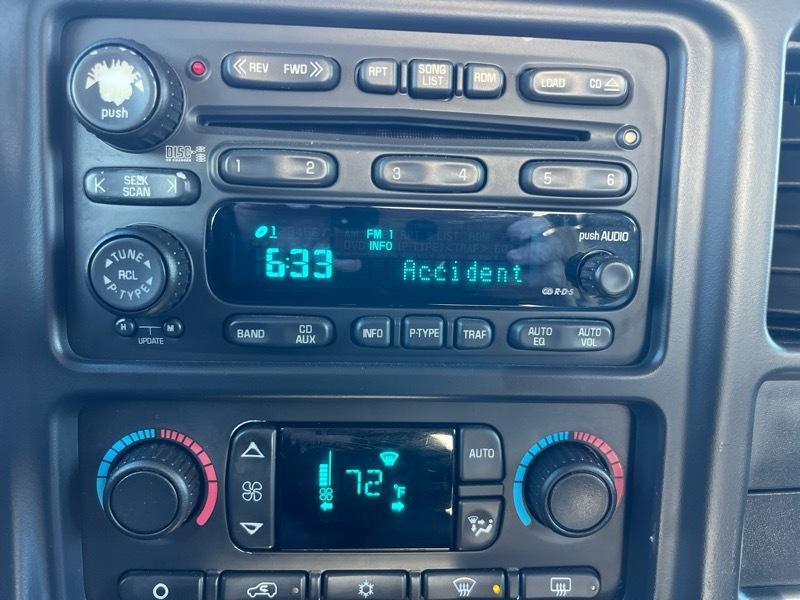 REV FWD
RPT
SONG LIST
RDM
LOAD CD
push
DISC
1 2
3 4
5 6
SEEK SCAN
1
FM 1
INFO
push AUDIO
6:33
Accident
R·D·S
TUNE
RCL
P-TYPE
H M
UPDATE
BAND
CD AUX
INFO
P-TYPE
TRAF
AUTO EQ
AUTO VOL
AUTO
72 °F